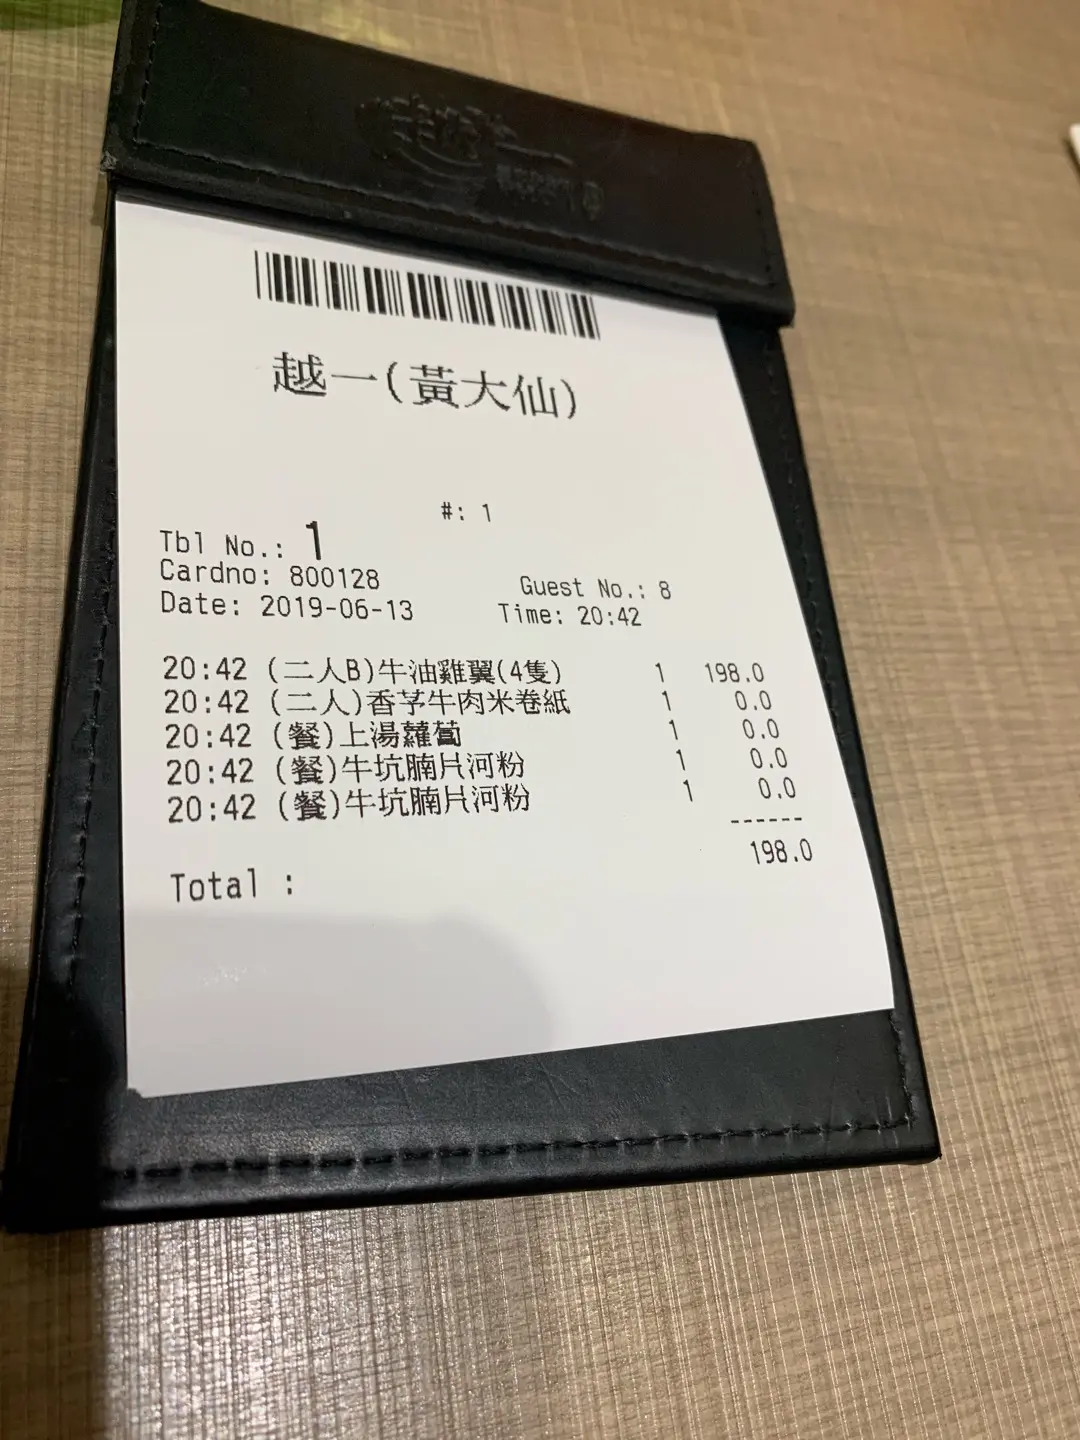 越一(黃大仙)
#: 1
Tbl No.: 1
Cardno: 800128 Guest No.: 8
Date: 2019-06-13 Time: 20:42
20:42 (二人B)牛油雞翼(4隻) 1 198.0
20:42 (二人)香芧牛肉米卷紙 1 0.0
20:42 (餐)上湯蘿蔔 1 0.0
20:42 (餐)牛坑腩片河粉 1 0.0
20:42 (餐)牛坑腩片河粉 1 0.0
------
198.0
Total :